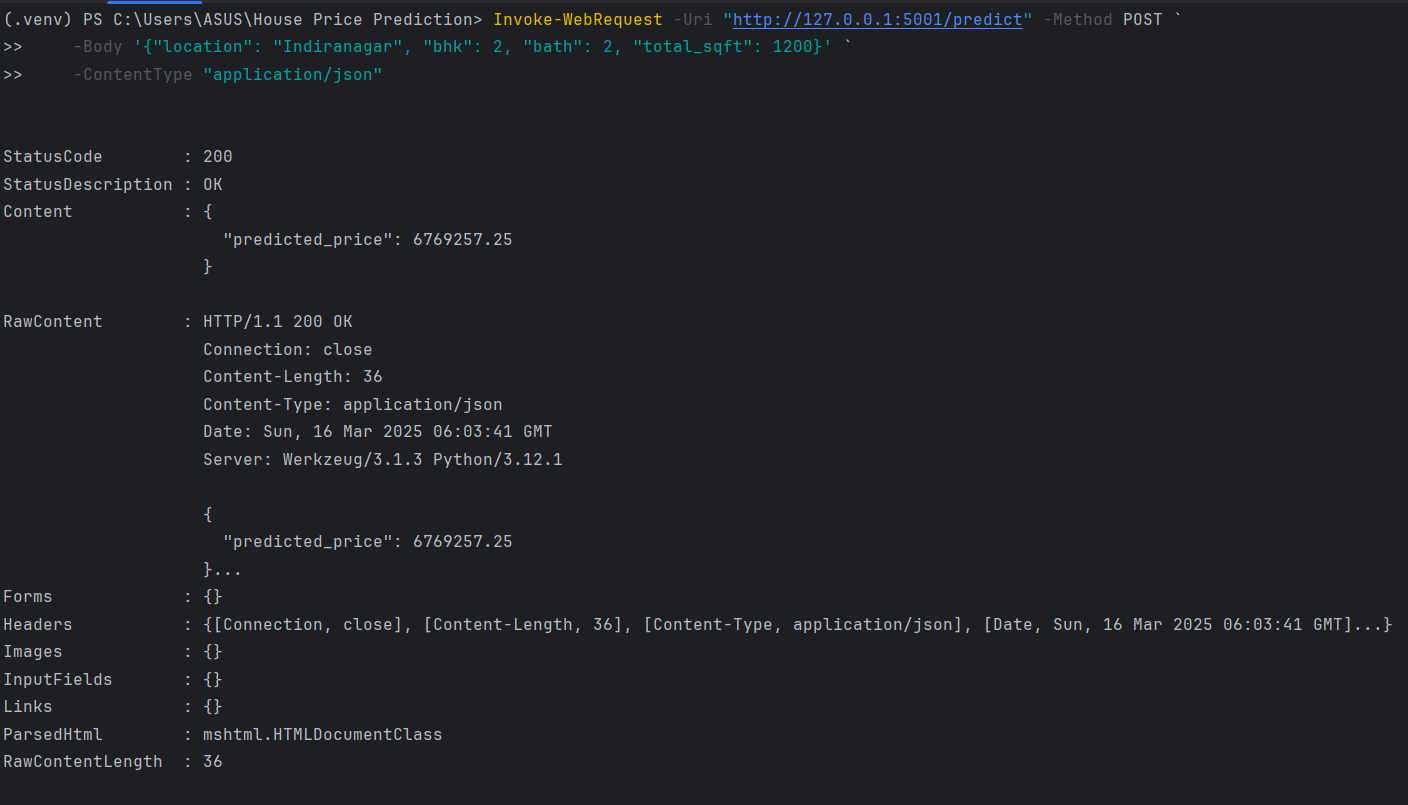 (.venv) PS C:\Users\ASUS\House Price Prediction> Invoke-WebRequest -Uri "http://127.0.0.1:5001/predict" -Method POST `
>>     -Body '{"location": "Indiranagar", "bhk": 2, "bath": 2, "total_sqft": 1200}' `
>>     -ContentType "application/json"
StatusCode        : 200
StatusDescription : OK
Content           : {
                      "predicted_price": 6769257.25
                    }
RawContent        : HTTP/1.1 200 OK
                    Connection: close
                    Content-Length: 36
                    Content-Type: application/json
                    Date: Sun, 16 Mar 2025 06:03:41 GMT
                    Server: Werkzeug/3.1.3 Python/3.12.1
                    {
                      "predicted_price": 6769257.25
                    }...
Forms             : {}
Headers           : {[Connection, close], [Content-Length, 36], [Content-Type, application/json], [Date, Sun, 16 Mar 2025 06:03:41 GMT]...}
Images            : {}
InputFields       : {}
Links             : {}
ParsedHtml        : mshtml.HTMLDocumentClass
RawContentLength  : 36